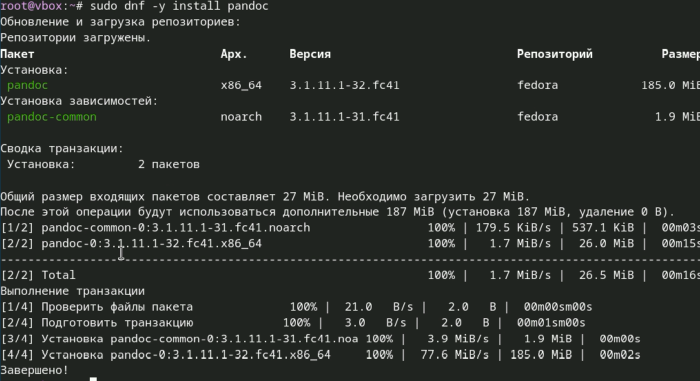 root@vbox:~# sudo dnf -y install pandoc
Обновление и загрузка репозиториев:
Репозитории загружены.
Пакет Арх. Версия Репозиторий Размер
Установка:
pandoc x86_64 3.1.11.1-32.fc41 fedora 185.0 MiB
Установка зависимостей:
pandoc-common noarch 3.1.11.1-31.fc41 fedora 1.9 MiB
Сводка транзакции:
Установка: 2 пакетов
Общий размер входящих пакетов составляет 27 MiB. Необходимо загрузить 27 MiB.
После этой операции будут использоваться дополнительные 187 MiB (установка 187 MiB, удаление 0 B).
[1/2] pandoc-common-0:3.1.11.1-31.fc41.noarch 100% | 179.5 KiB/s | 537.1 KiB | 00m03s
[2/2] pandoc-0:3.1.11.1-32.fc41.x86_64 100% | 1.7 MiB/s | 26.0 MiB | 00m15s
--------------------------------------------------------------------------------
[2/2] Total 100% | 1.7 MiB/s | 26.5 MiB | 00m16s
Выполнение транзакции
[1/4] Проверить файлы пакета 100% | 21.0 B/s | 2.0 B | 00m00sm00s
[2/4] Подготовить транзакцию 100% | 3.0 B/s | 2.0 B | 00m01sm00s
[3/4] Установка pandoc-common-0:3.1.11.1-31.fc41.noa 100% | 3.9 MiB/s | 1.9 MiB | 00m00s
[4/4] Установка pandoc-0:3.1.11.1-32.fc41.x86_64 100% | 77.6 MiB/s | 185.0 MiB | 00m02s
Завершено!